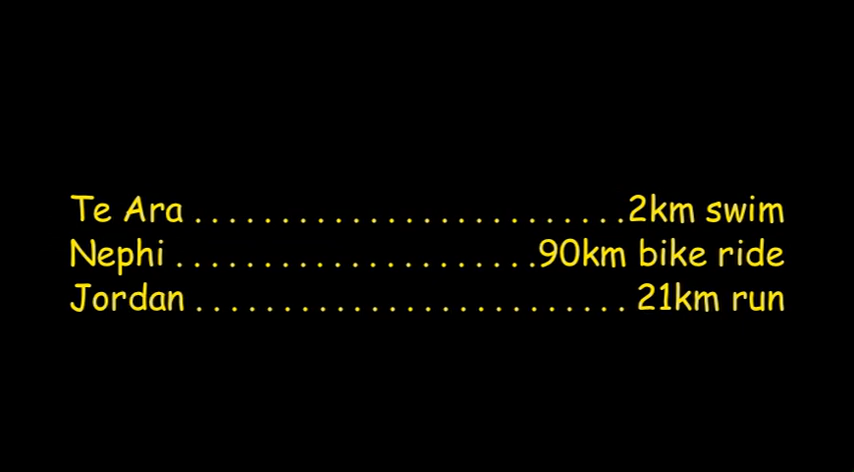 Te Ara . . . . . . . . . . . . . . . . . . . . . . . . .2km swim
Nephi . . . . . . . . . . . . . . . . . . . . .90km bike ride
Jordan . . . . . . . . . . . . . . . . . . . . . . . . . 21km run